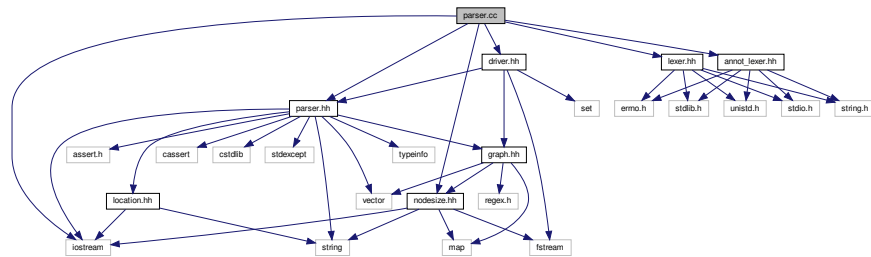 parser.cc
driver.hh
lexer.hh
annot_lexer.hh
parser.hh
set
errno.h
stdlib.h
unistd.h
stdio.h
string.h
assert.h
cassert
cstdlib
stdexcept
typeinfo
graph.hh
location.hh
vector
nodesize.hh
regex.h
iostream
string
map
fstream